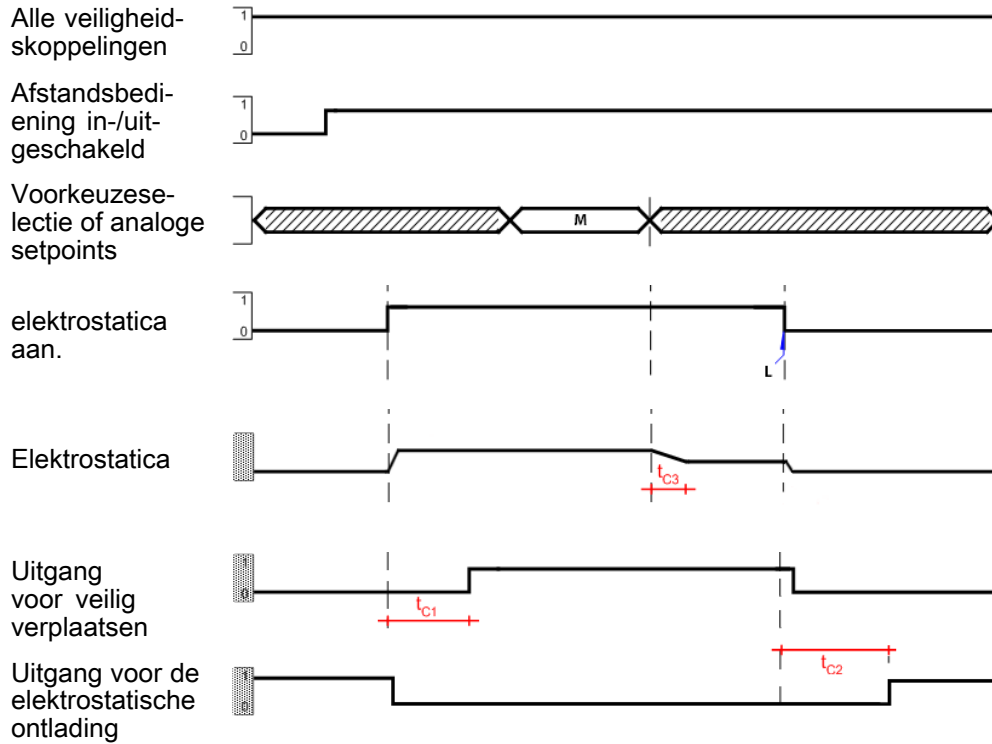 Alle veiligheid-
skoppelingen
1
0
Afstandsbedi-
ening in-/uit-
geschakeld
1
0
Voorkeuzese-
lectie of analoge
setpoints
M
elektrostatica
aan.
1
0
L
Elektrostatica
tC3
Uitgang
voor veilig
verplaatsen
1
0
tC1
Uitgang voor de
elektrostatische
ontlading
1
0
tC2